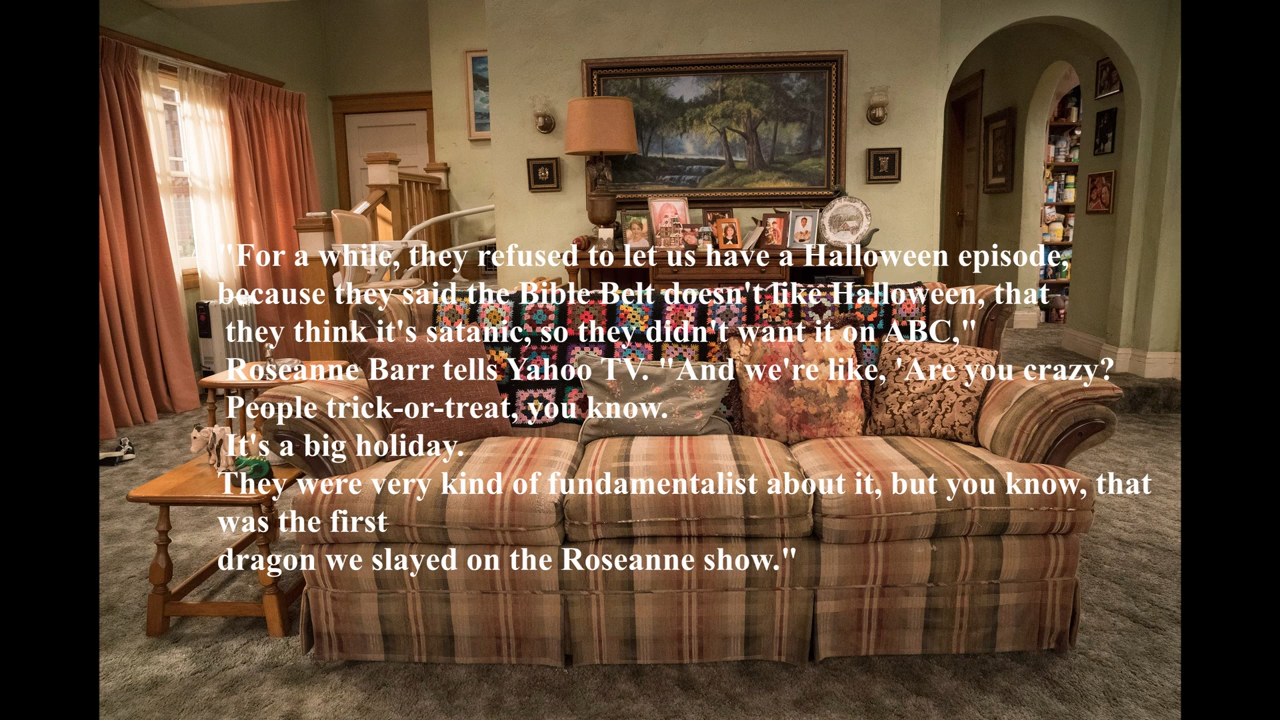 "For a while, they refused to let us have a Halloween episode,
because they said the Bible Belt doesn't like Halloween, that
they think it's satanic, so they didn't want it on ABC,"
Roseanne Barr tells Yahoo TV. "And we're like, 'Are you crazy?
People trick-or-treat, you know.
It's a big holiday.
They were very kind of fundamentalist about it, but you know, that
was the first
dragon we slayed on the Roseanne show."